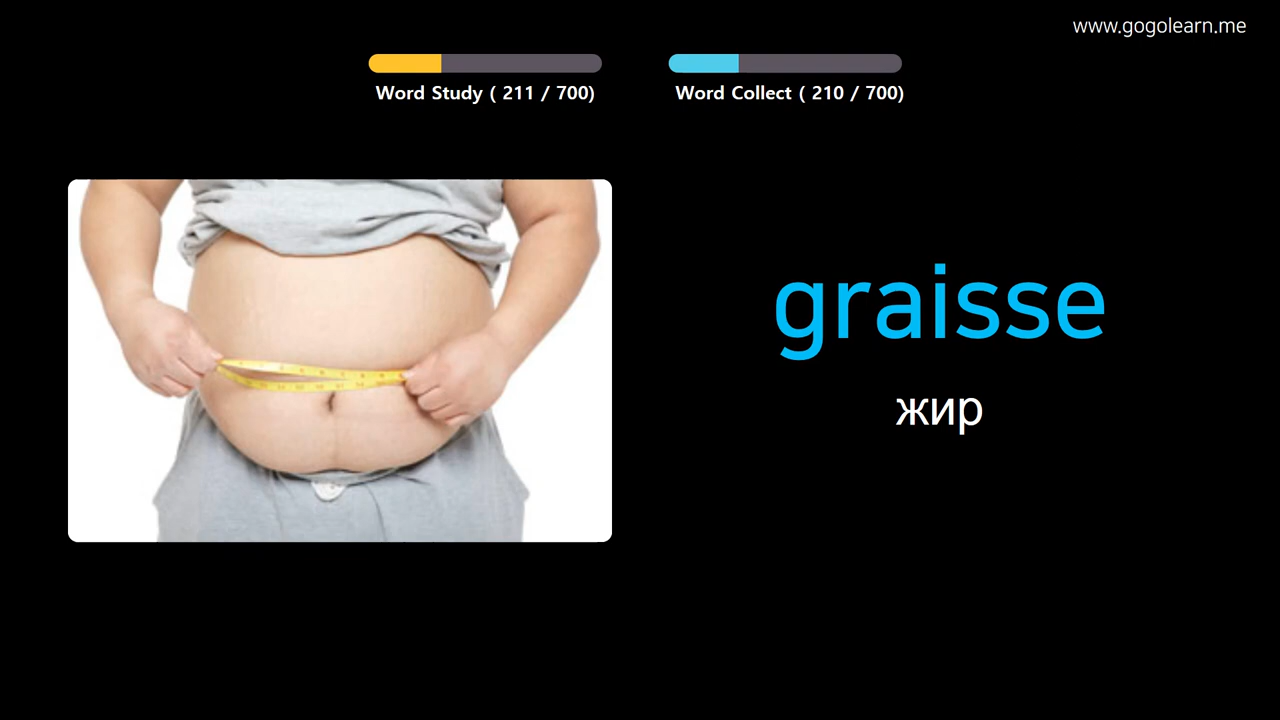 www.gogolearn.me
Word Study ( 211 / 700)
Word Collect ( 210 / 700)
graisse
жир